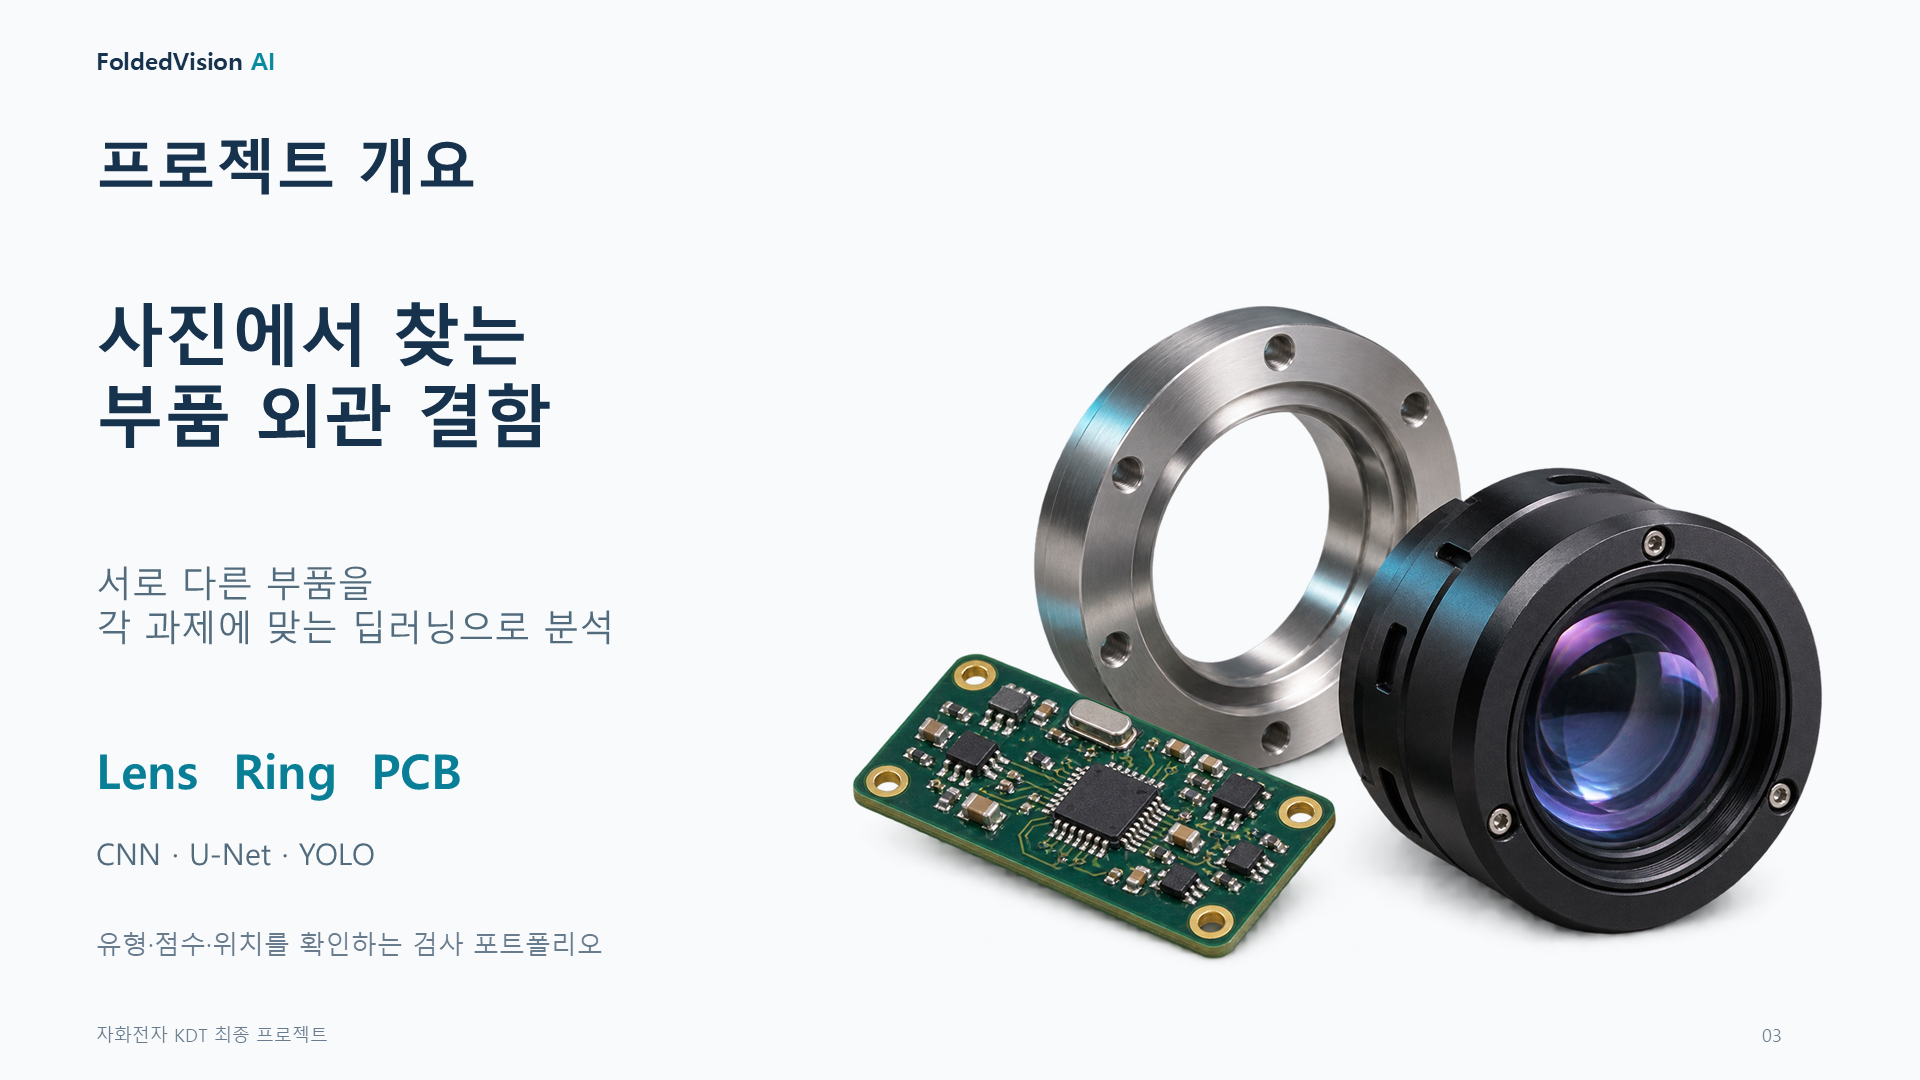 FoldedVision AI
프로젝트 개요
사진에서 찾는
부품 외관 결함
서로 다른 부품을
각 과제에 맞는 딥러닝으로 분석
Lens Ring PCB
CNN · U-Net · YOLO
유형·점수·위치를 확인하는 검사 포트폴리오
자화전자 KDT 최종 프로젝트
03